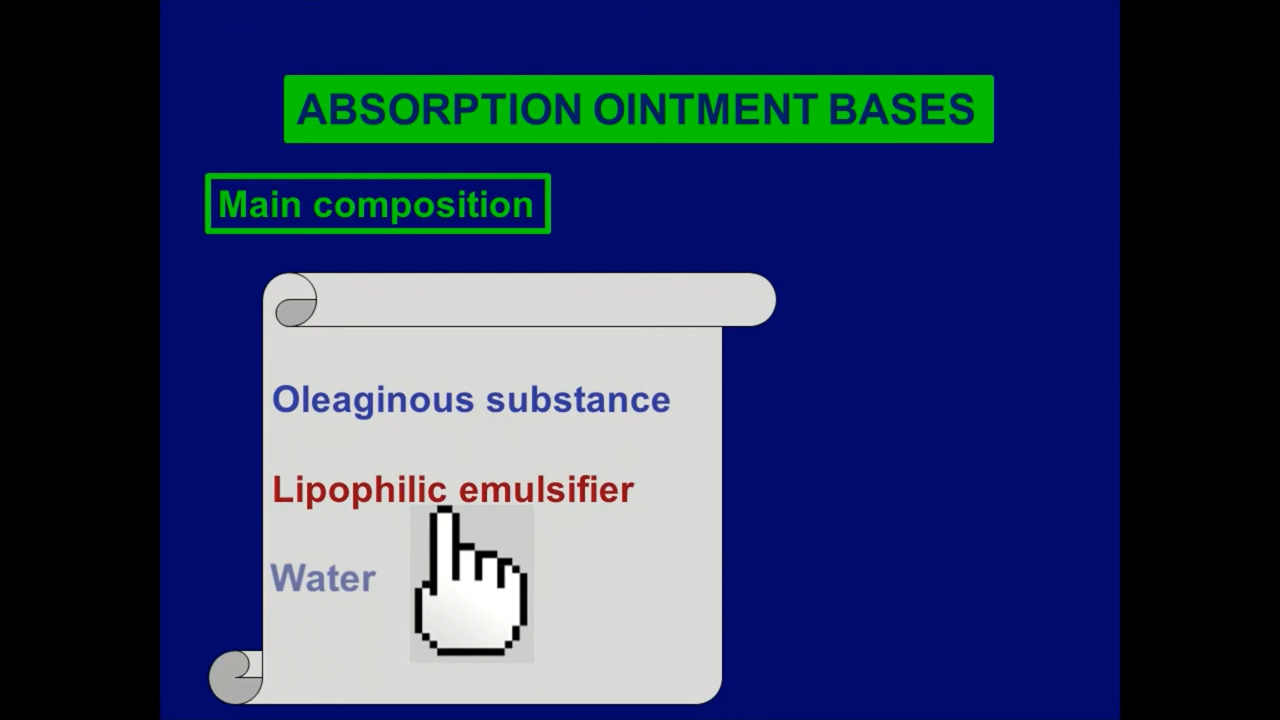 ABSORPTION OINTMENT BASES
Main composition
Oleaginous substance
Lipophilic emulsifier
Water